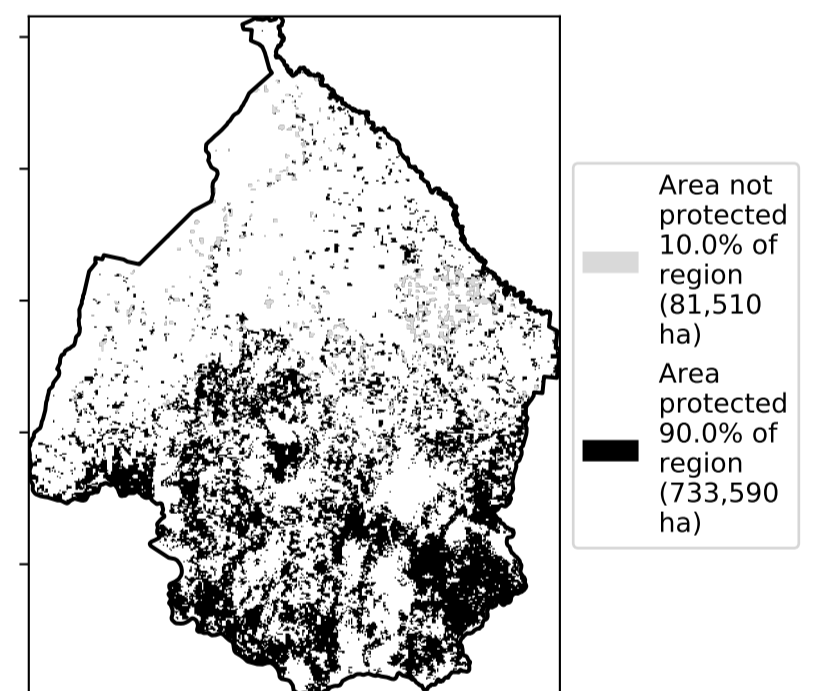 Area not
protected
10.0% of
region
(81,510
ha)
Area
protected
90.0% of
region
(733,590
ha)